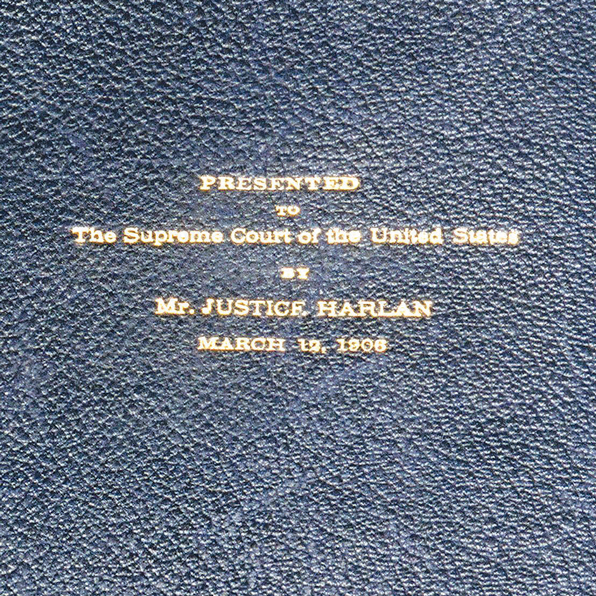 PRESENTED
TO
The Supreme Court of the United States
BY
Mr. JUSTICE HARLAN
MARCH 12, 1906